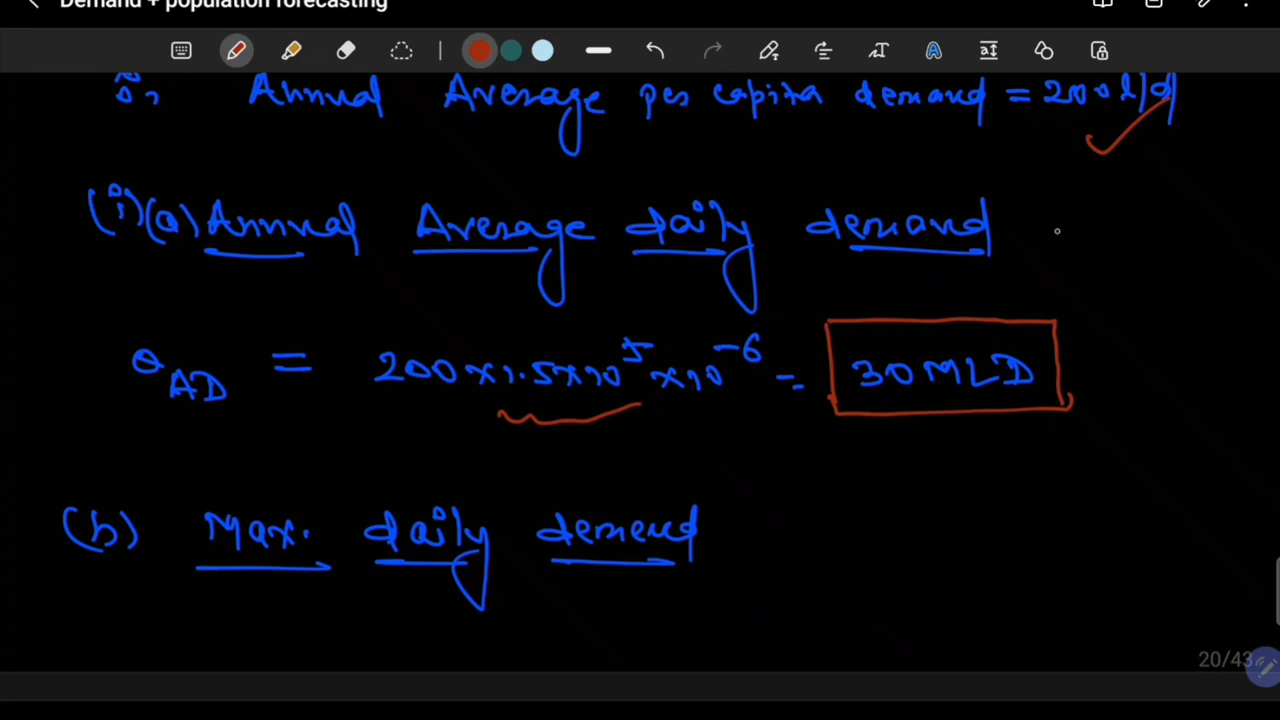 Demand + population forecasting
Annual Average per capita demand = 200 l/d
(i)(a) Annual Average daily demand
Q_AD = 200×1.5×10^5×10^-6 = 30 MLD
(b) Max. daily demand
20/43